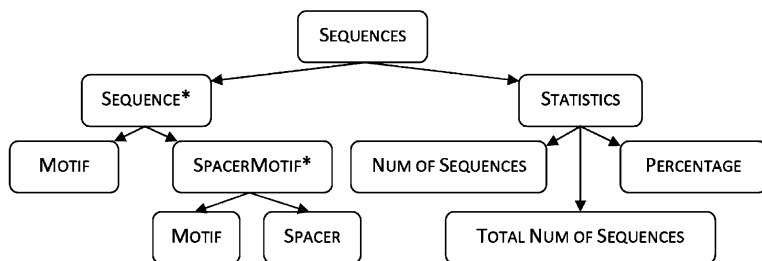 SEQUENCES
SEQUENCE*
STATISTICS
MOTIF
SPACERMOTIF*
NUM OF SEQUENCES
PERCENTAGE
MOTIF
SPACER
TOTAL NUM OF SEQUENCES